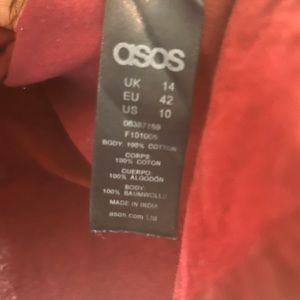 asos
UK 14
EU 42
US 10
08387159
F101005
BODY: 100% COTTON
CORPS:
100% COTON
CUERPO:
100% ALGODÓN
BODY:
100% BAUMWOLLE
MADE IN INDIA
asos.com Ltd